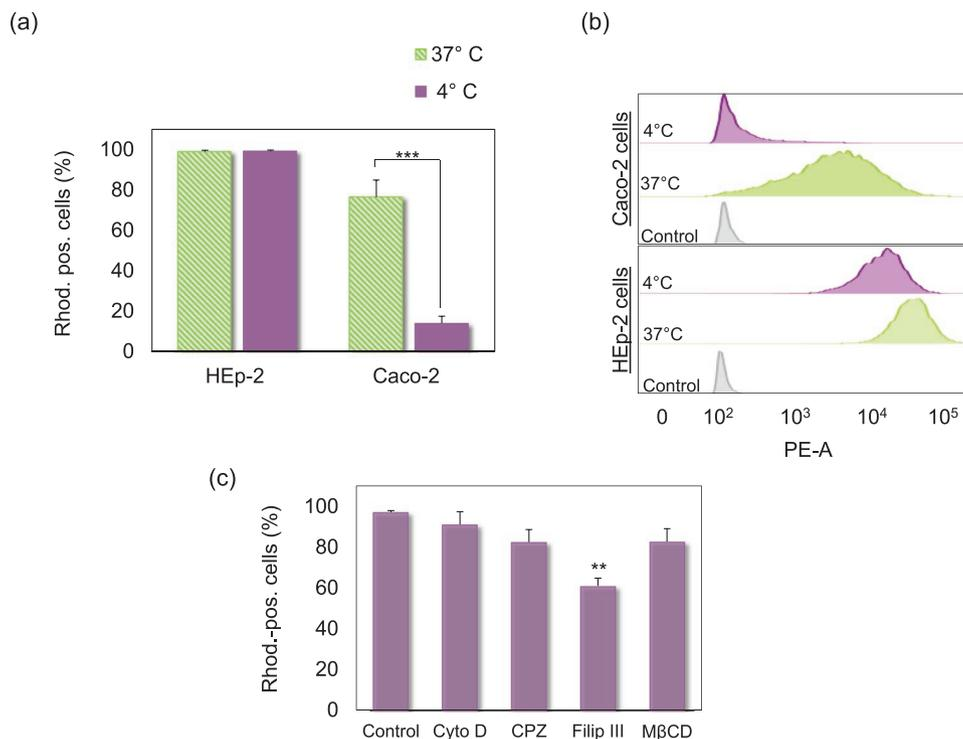 (a)
37° C
4° C
***
Rhod. pos. cells (%)
100
80
60
40
20
0
HEp-2
Caco-2
(b)
Caco-2 cells
4°C
37°C
Control
HEp-2 cells
4°C
37°C
Control
0 10² 10³ 10⁴ 10⁵
PE-A
(c)
Rhod.-pos. cells (%)
100
80
60
40
20
0
**
Control Cyto D CPZ Filip III MβCD